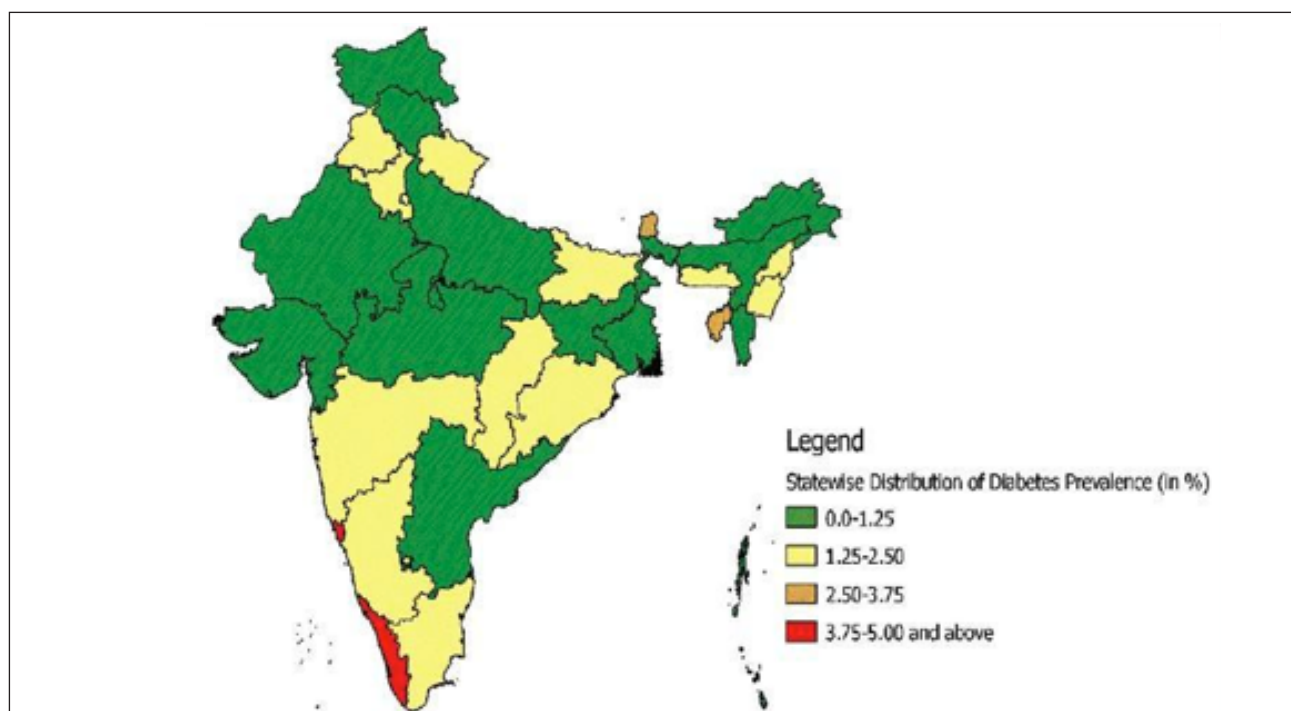 Legend
Statewise Distribution of Diabetes Prevalence (in %)
0.0-1.25
1.25-2.50
2.50-3.75
3.75-5.00 and above